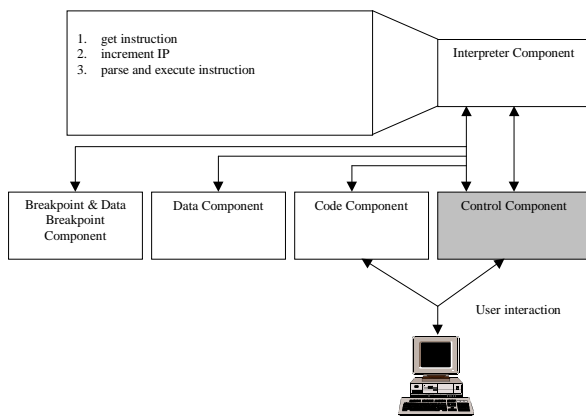 1. get instruction
2. increment IP
3. parse and execute instruction
Interpreter Component
Breakpoint & Data
Breakpoint
Component
Data Component
Code Component
Control Component
User interaction